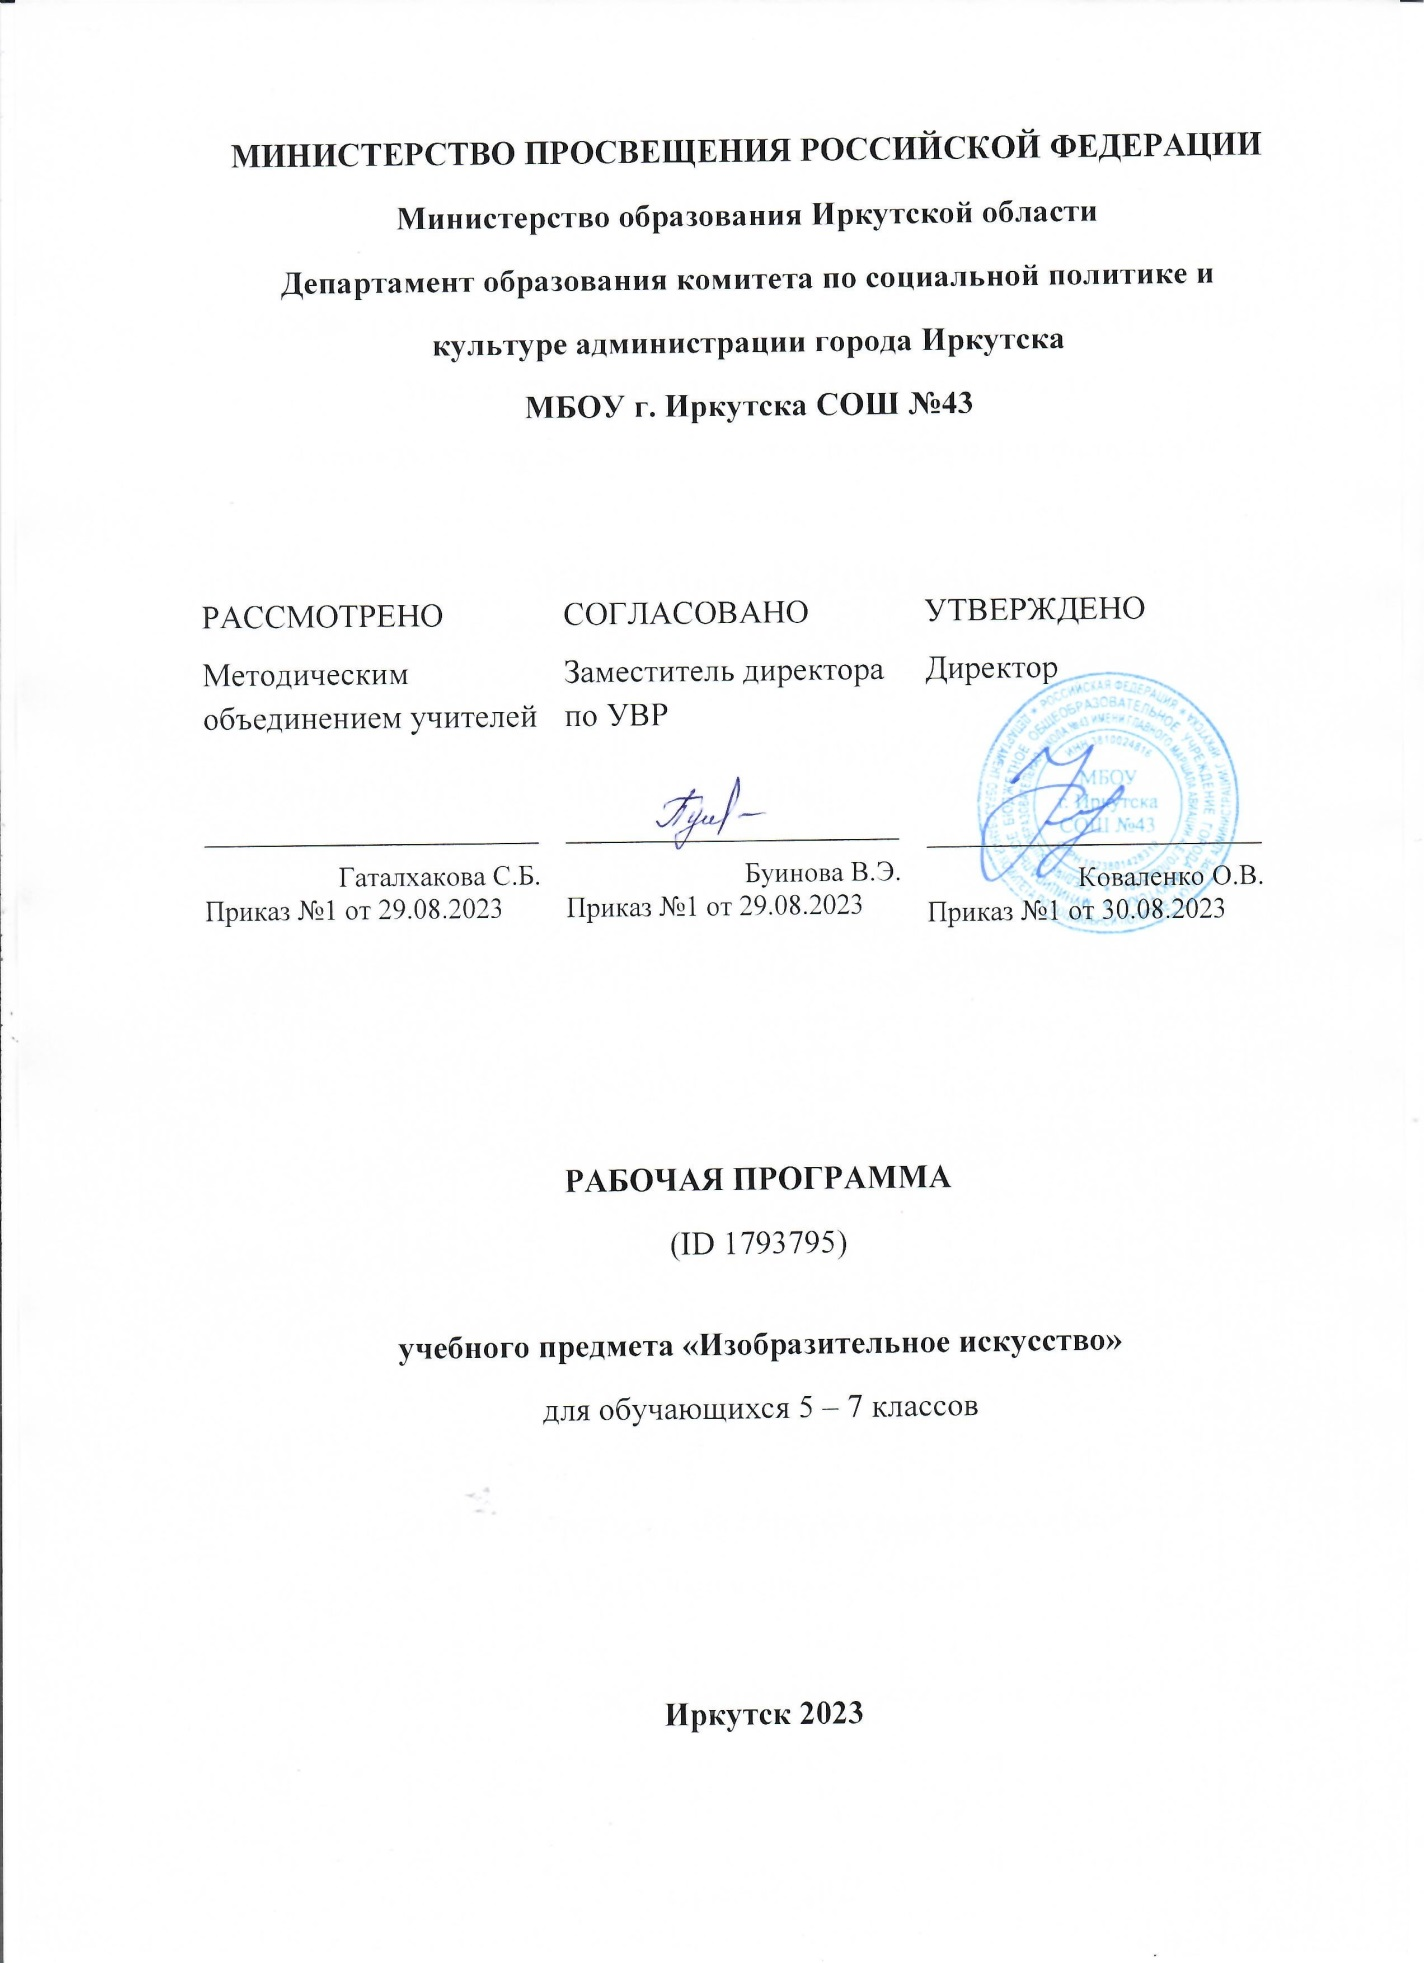 МИНИСТЕРСТВО ПРОСВЕЩЕНИЯ РОССИЙСКОЙ ФЕДЕРАЦИИ
Министерство образования Иркутской области
Департамент образования комитета по социальной политике и
культуре администрации города Иркутска
МБОУ г. Иркутска СОШ №43
РАССМОТРЕНО
Методическим
объединением учителей
Гаталхакова С.Б.
Приказ №1 от 29.08.2023
СОГЛАСОВАНО
Заместитель директора
по УВР
Буинова В.Э.
Приказ №1 от 29.08.2023
УТВЕРЖДЕНО
Директор
РОССИЙСКАЯ ФЕДЕРАЦИЯ
МБОУ
г. Иркутска
СОШ №43
Коваленко О.В.
Приказ №1 от 30.08.2023
РАБОЧАЯ ПРОГРАММА
(ID 1793795)
учебного предмета «Изобразительное искусство»
для обучающихся 5 – 7 классов
Иркутск 2023